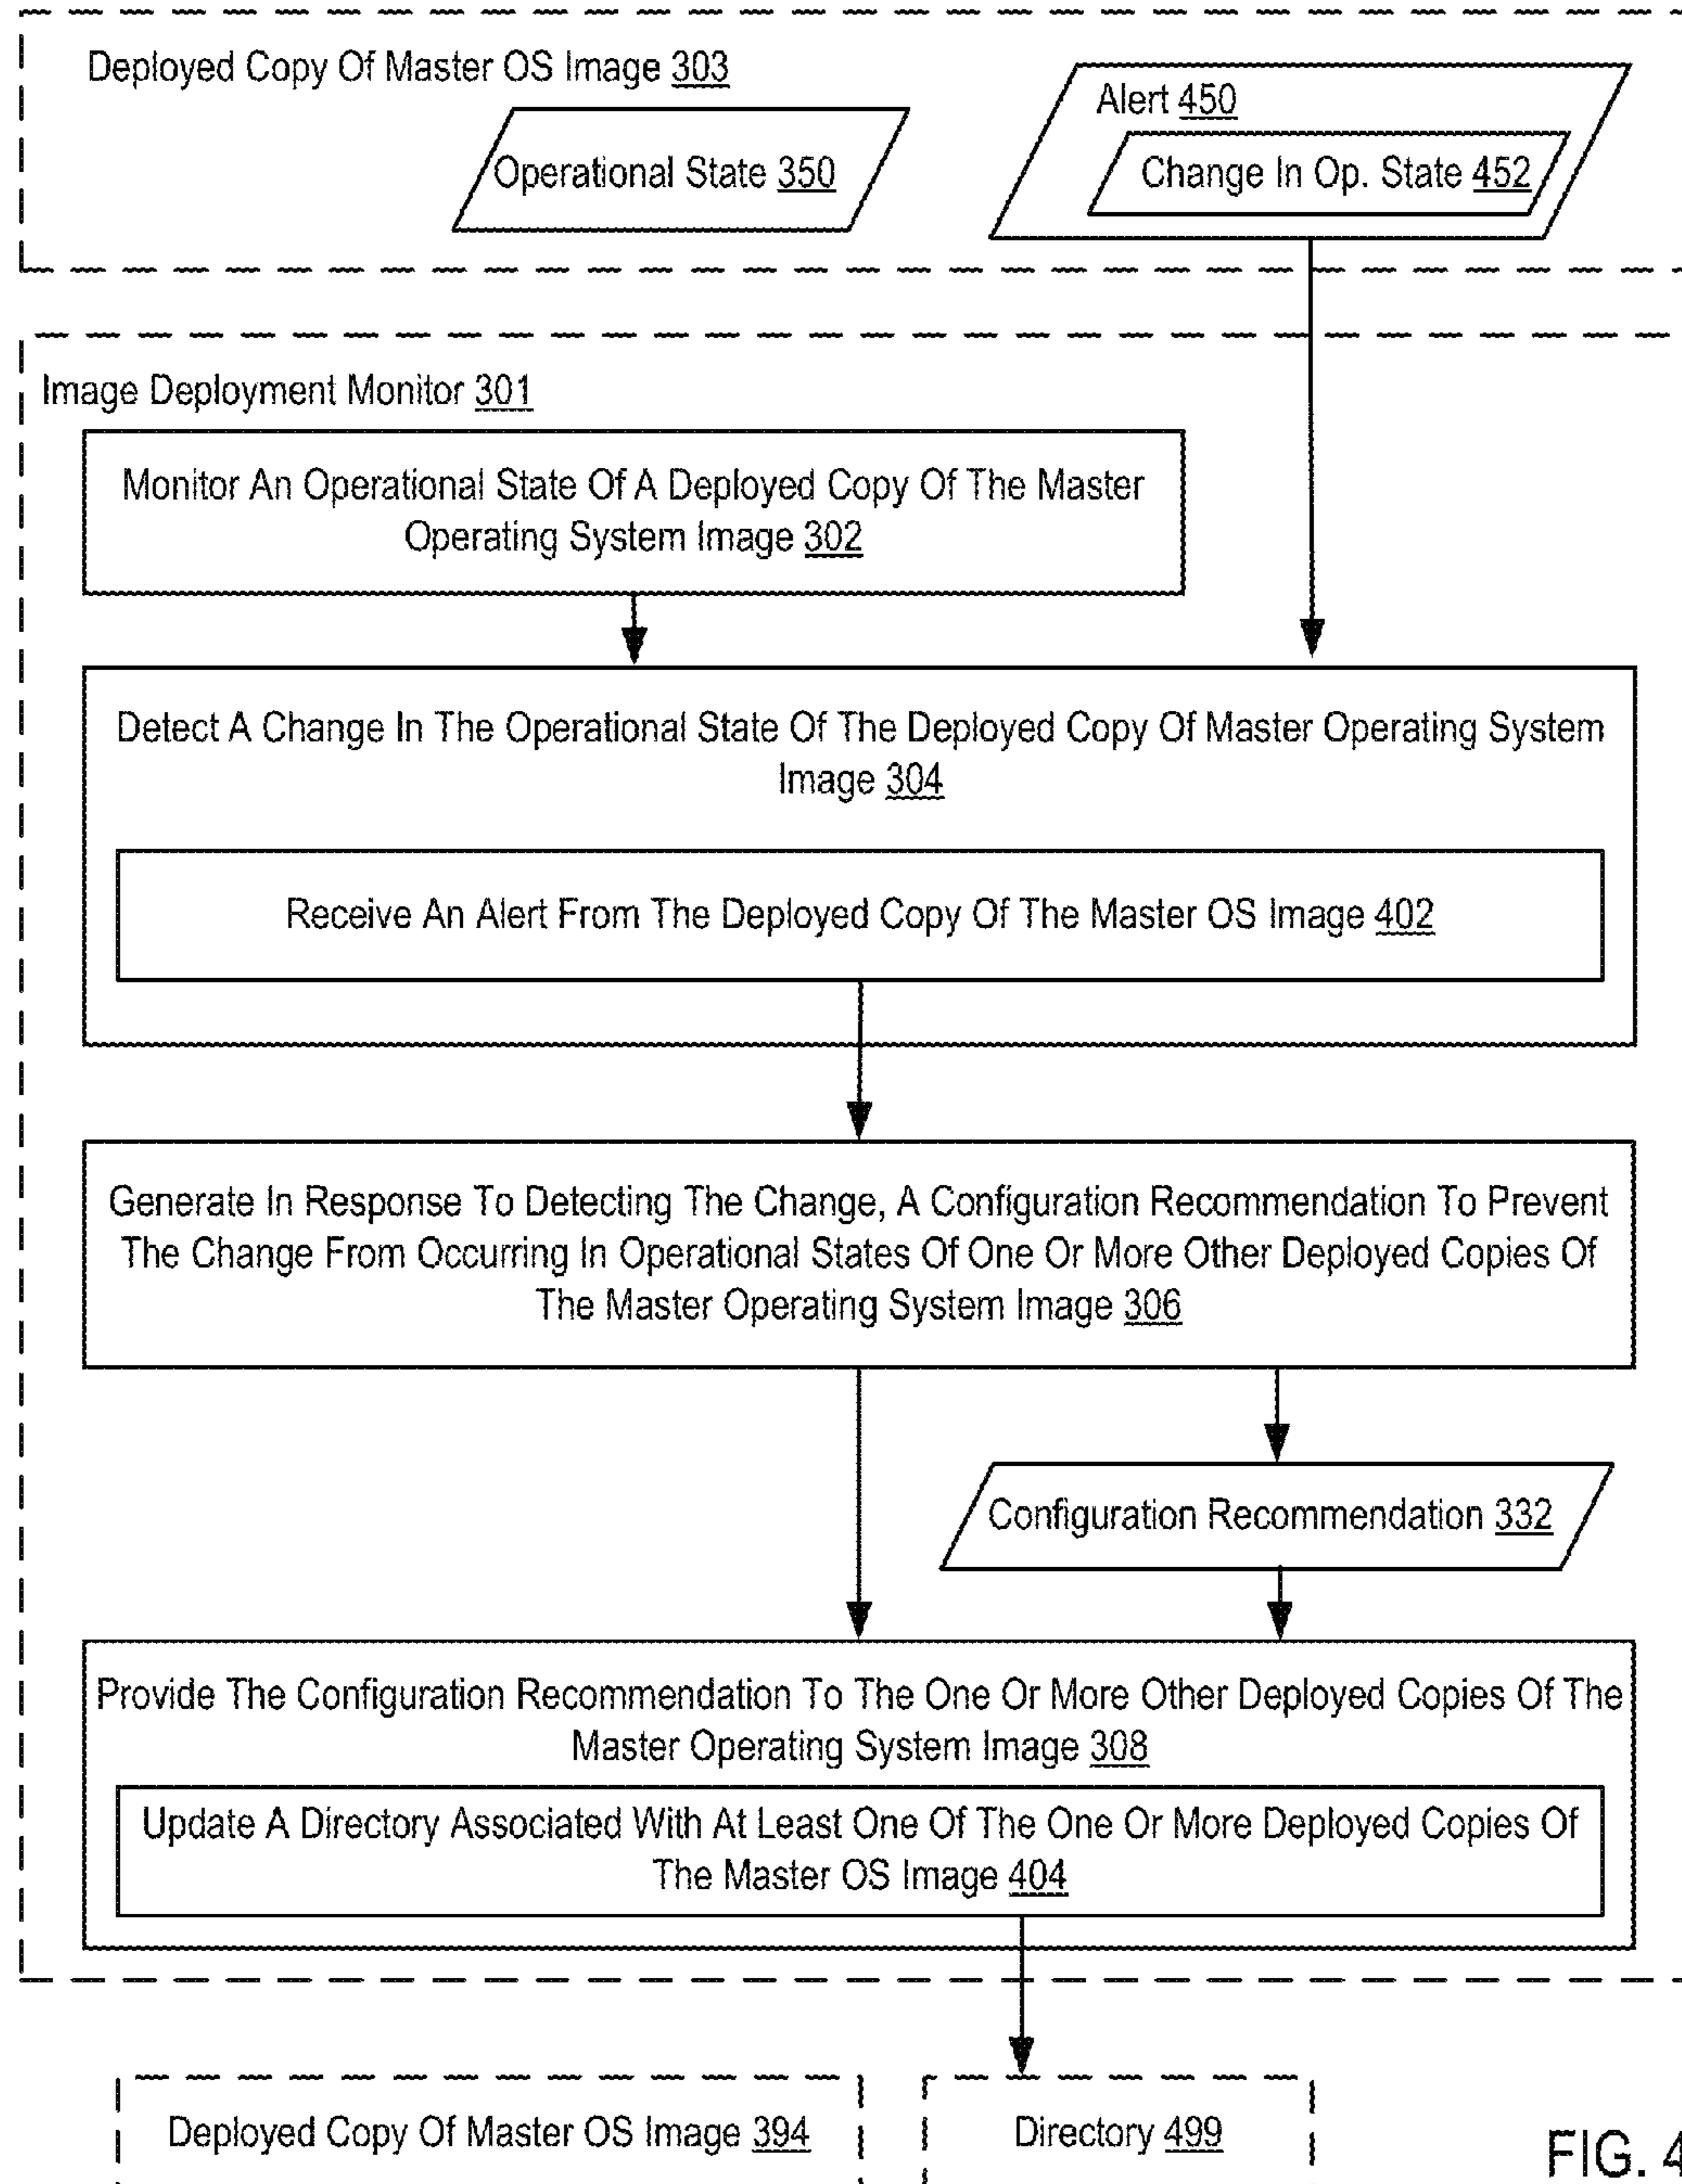 Deployed Copy Of Master OS Image 303
Alert 450
Operational State 350
Change In Op. State 452
Image Deployment Monitor 301
Monitor An Operational State Of A Deployed Copy Of The Master
Operating System Image 302
Detect A Change In The Operational State Of The Deployed Copy Of Master Operating System
Image 304
Receive An Alert From The Deployed Copy Of The Master OS Image 402
Generate In Response To Detecting The Change, A Configuration Recommendation To Prevent
The Change From Occurring In Operational States Of One Or More Other Deployed Copies Of
The Master Operating System Image 306
Configuration Recommendation 332
Provide The Configuration Recommendation To The One Or More Other Deployed Copies Of The
Master Operating System Image 308
Update A Directory Associated With At Least One Of The One Or More Deployed Copies Of
The Master OS Image 404
Deployed Copy Of Master OS Image 394
Directory 499
FIG. 4